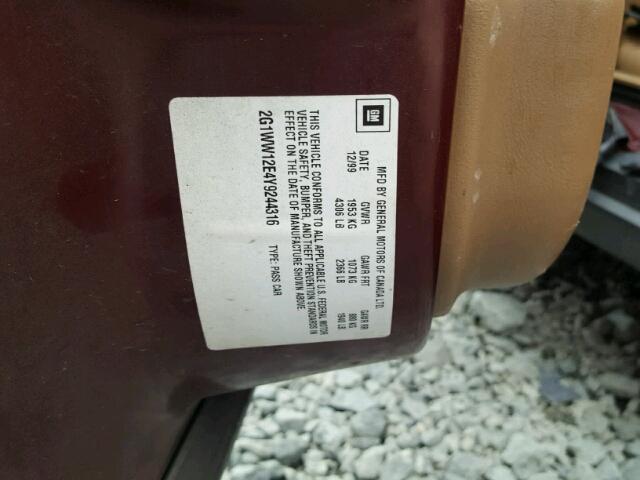 GM
MFD BY GENERAL MOTORS OF CANADA LTD.
DATE GVWR GAWR FRT GAWR RR
12/99 1953 KG 1073 KG 880 KG
4306 LB 2366 LB 1940 LB
THIS VEHICLE CONFORMS TO ALL APPLICABLE U.S. FEDERAL MOTOR
VEHICLE SAFETY, BUMPER, AND THEFT PREVENTION STANDARDS IN
EFFECT ON THE DATE OF MANUFACTURE SHOWN ABOVE.
2G1WW12E4Y9244316 TYPE: PASS CAR